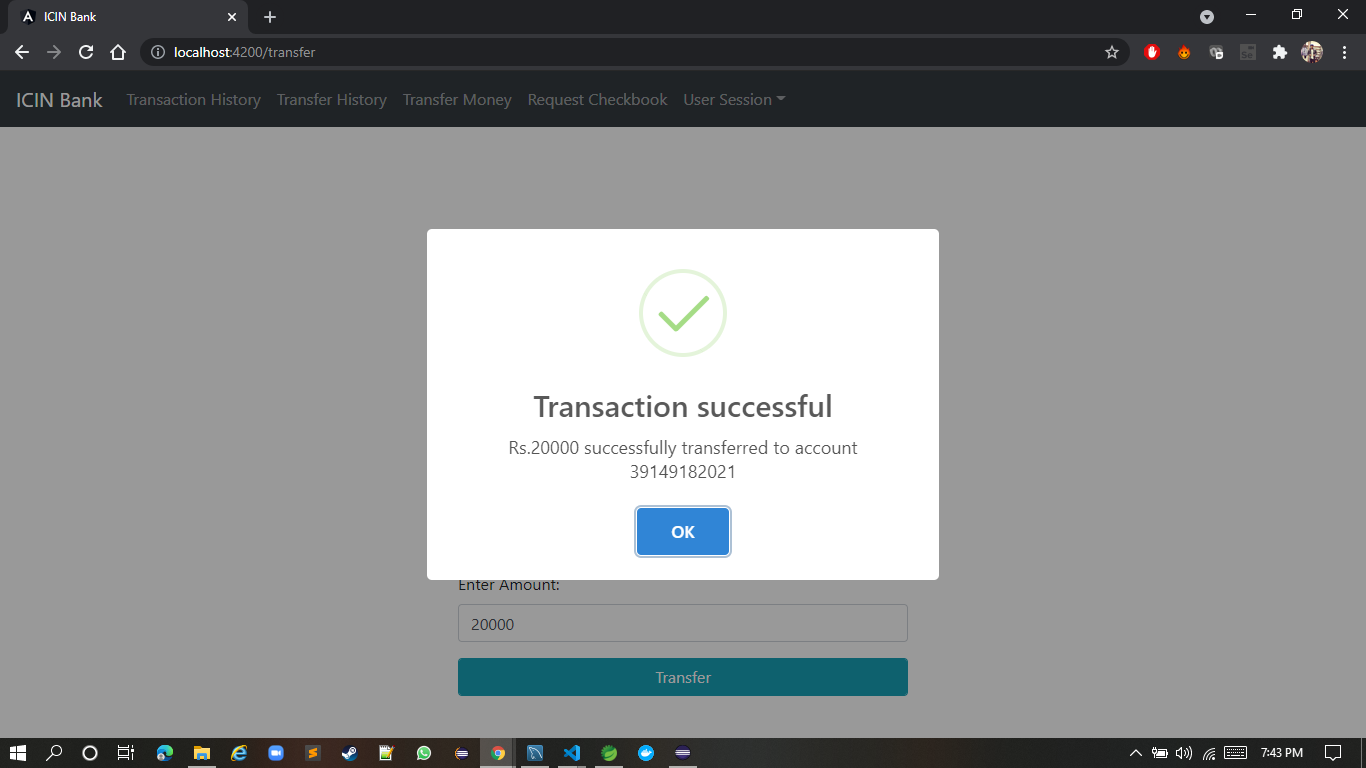 ICIN Bank
localhost:4200/transfer
ICIN Bank Transaction History Transfer History Transfer Money Request Checkbook User Session
Transaction successful
Rs.20000 successfully transferred to account
39149182021
OK
Enter Amount:
20000
Transfer
7:43 PM